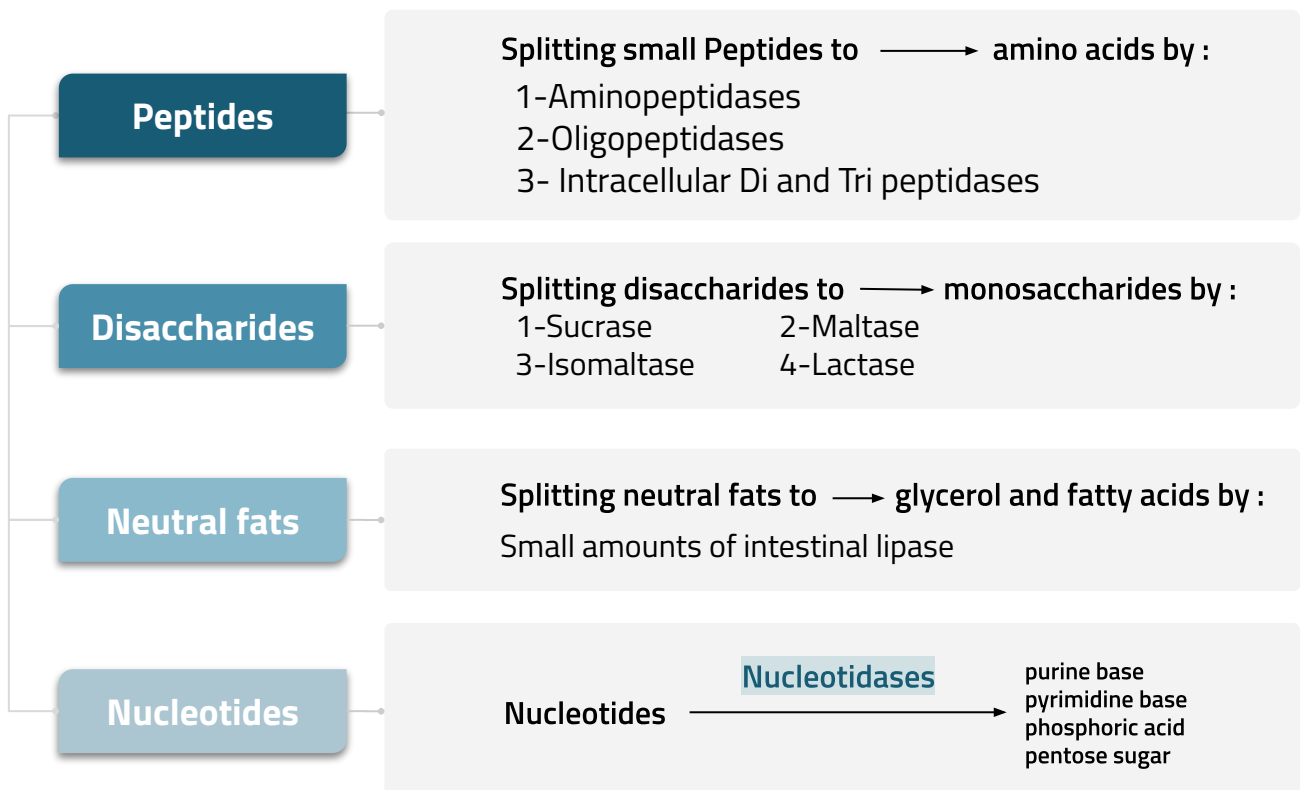 Peptides
Splitting small Peptides to amino acids by :
1-Aminopeptidases
2-Oligopeptidases
3- Intracellular Di and Tri peptidases
Disaccharides
Splitting disaccharides to monosaccharides by :
1-Sucrase 2-Maltase
3-Isomaltase 4-Lactase
Neutral fats
Splitting neutral fats to glycerol and fatty acids by :
Small amounts of intestinal lipase
Nucleotides
Nucleotides
Nucleotidases
purine base
pyrimidine base
phosphoric acid
pentose sugar